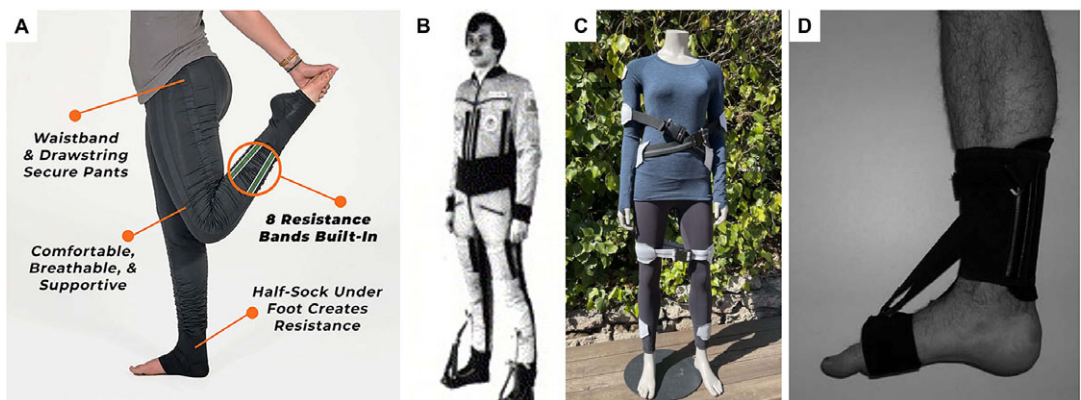 A
B
C
D
Waistband
& Drawstring
Secure Pants
8 Resistance
Bands Built-In
Comfortable,
Breathable, &
Supportive
Half-Sock Under
Foot Creates
Resistance